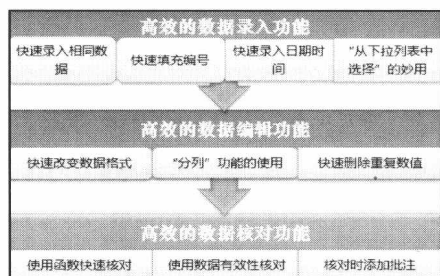 高效的数据录入功能
快速录入相同数据
快速填充编号
快速录入日期时间
“从下拉列表中选择”的妙用
高效的数据编辑功能
快速改变数据格式
“分列”功能的使用
快速删除重复数值
高效的数据核对功能
使用函数快速核对
使用数据有效性核对
核对时添加批注